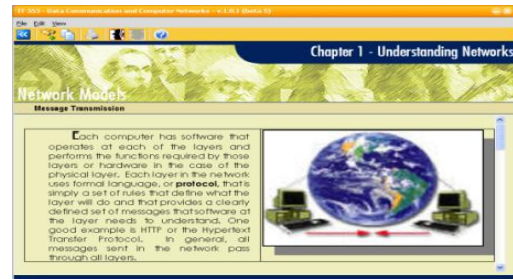 IT 353 - Data Communication and Computer Networks - v.1.0.1 (beta 5)
File Edit View
Chapter 1 - Understanding Networks
Network Models
Message Transmission
Each computer has software that
operates at each of the layers and
performs the functions required by those
layers or hardware in the case of the
physical layer. Each layer in the network
uses formal language, or protocol, that is
simply a set of rules that define what the
layer will do and that provides a clearly
defined set of messages that software at
the layer needs to understand. One
good example is HTTP or the Hypertext
Transfer Protocol. In general, all
messages sent in the network pass
through all layers.